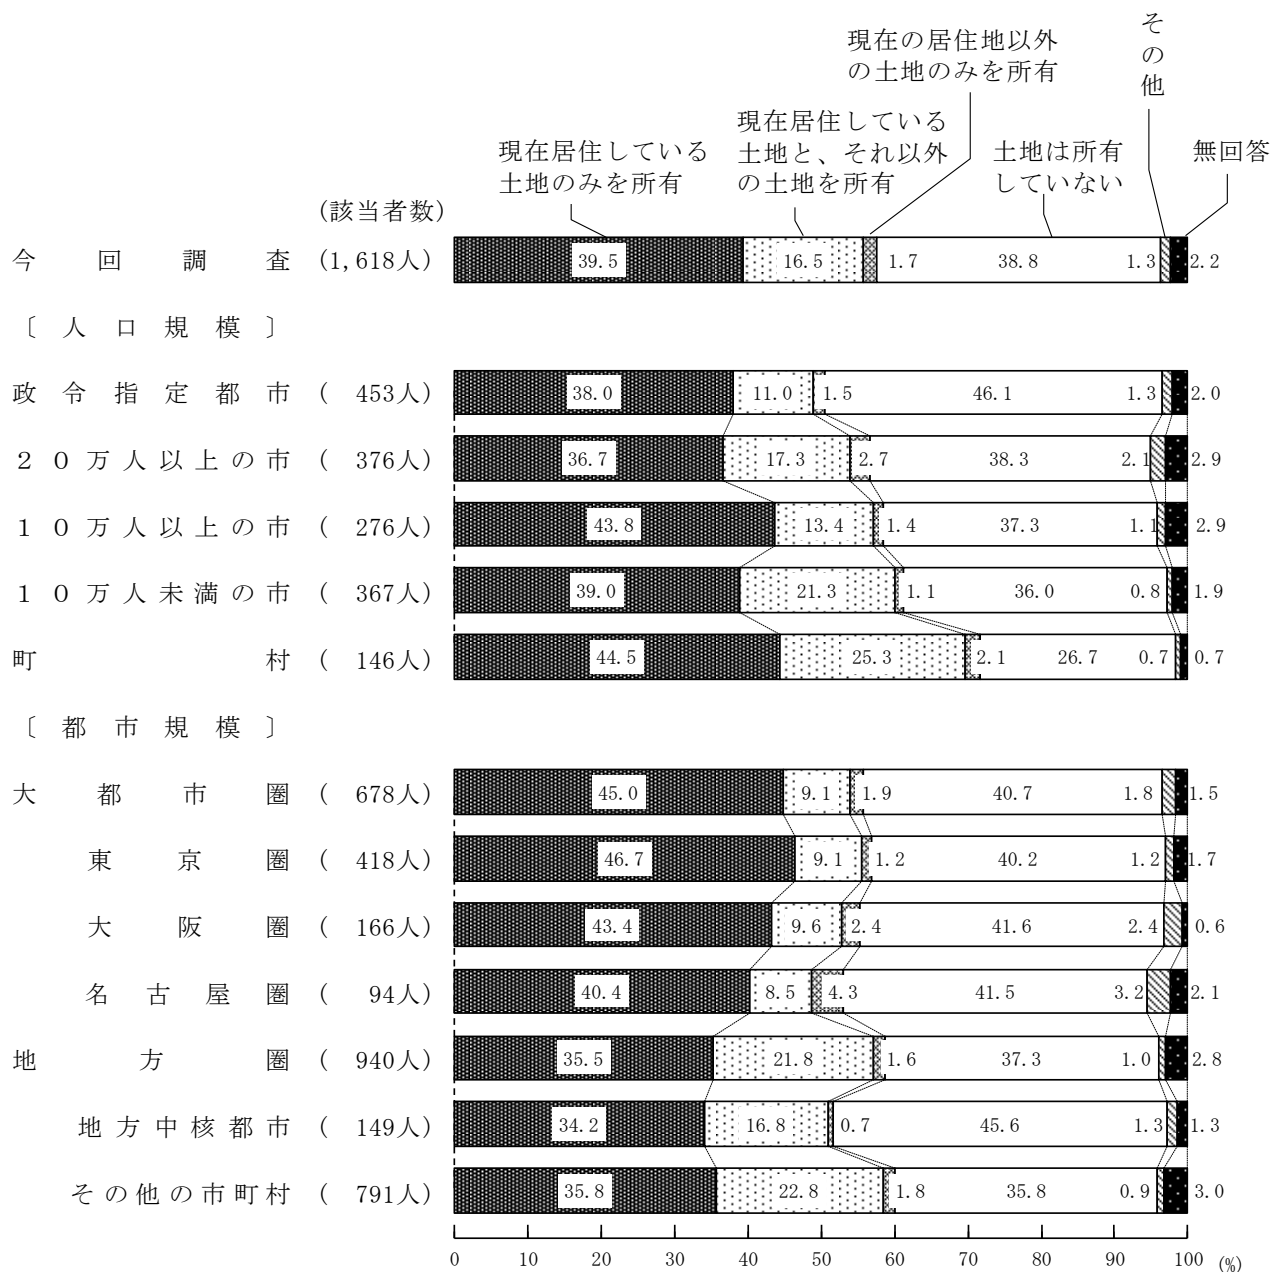 そ
の
他
現在の居住地以外
の土地のみを所有
現在居住している
土地と、それ以外
の土地を所有
現在居住している
土地のみを所有
土地は所有
していない
無回答
(該当者数)
今回調査 (1,618人) 39.5 16.5 1.7 38.8 1.3 2.2
〔人口規模〕
政令指定都市 ( 453人) 38.0 11.0 1.5 46.1 1.3 2.0
２０万人以上の市 ( 376人) 36.7 17.3 2.7 38.3 2.1 2.9
１０万人以上の市 ( 276人) 43.8 13.4 1.4 37.3 1.1 2.9
１０万人未満の市 ( 367人) 39.0 21.3 1.1 36.0 0.8 1.9
町村 ( 146人) 44.5 25.3 2.1 26.7 0.7 0.7
〔都市規模〕
大都市圏 ( 678人) 45.0 9.1 1.9 40.7 1.8 1.5
東京圏 ( 418人) 46.7 9.1 1.2 40.2 1.2 1.7
大阪圏 ( 166人) 43.4 9.6 2.4 41.6 2.4 0.6
名古屋圏 ( 94人) 40.4 8.5 4.3 41.5 3.2 2.1
地方圏 ( 940人) 35.5 21.8 1.6 37.3 1.0 2.8
地方中核都市 ( 149人) 34.2 16.8 0.7 45.6 1.3 1.3
その他の市町村 ( 791人) 35.8 22.8 1.8 35.8 0.9 3.0
0 10 20 30 40 50 60 70 80 90 100 (%)